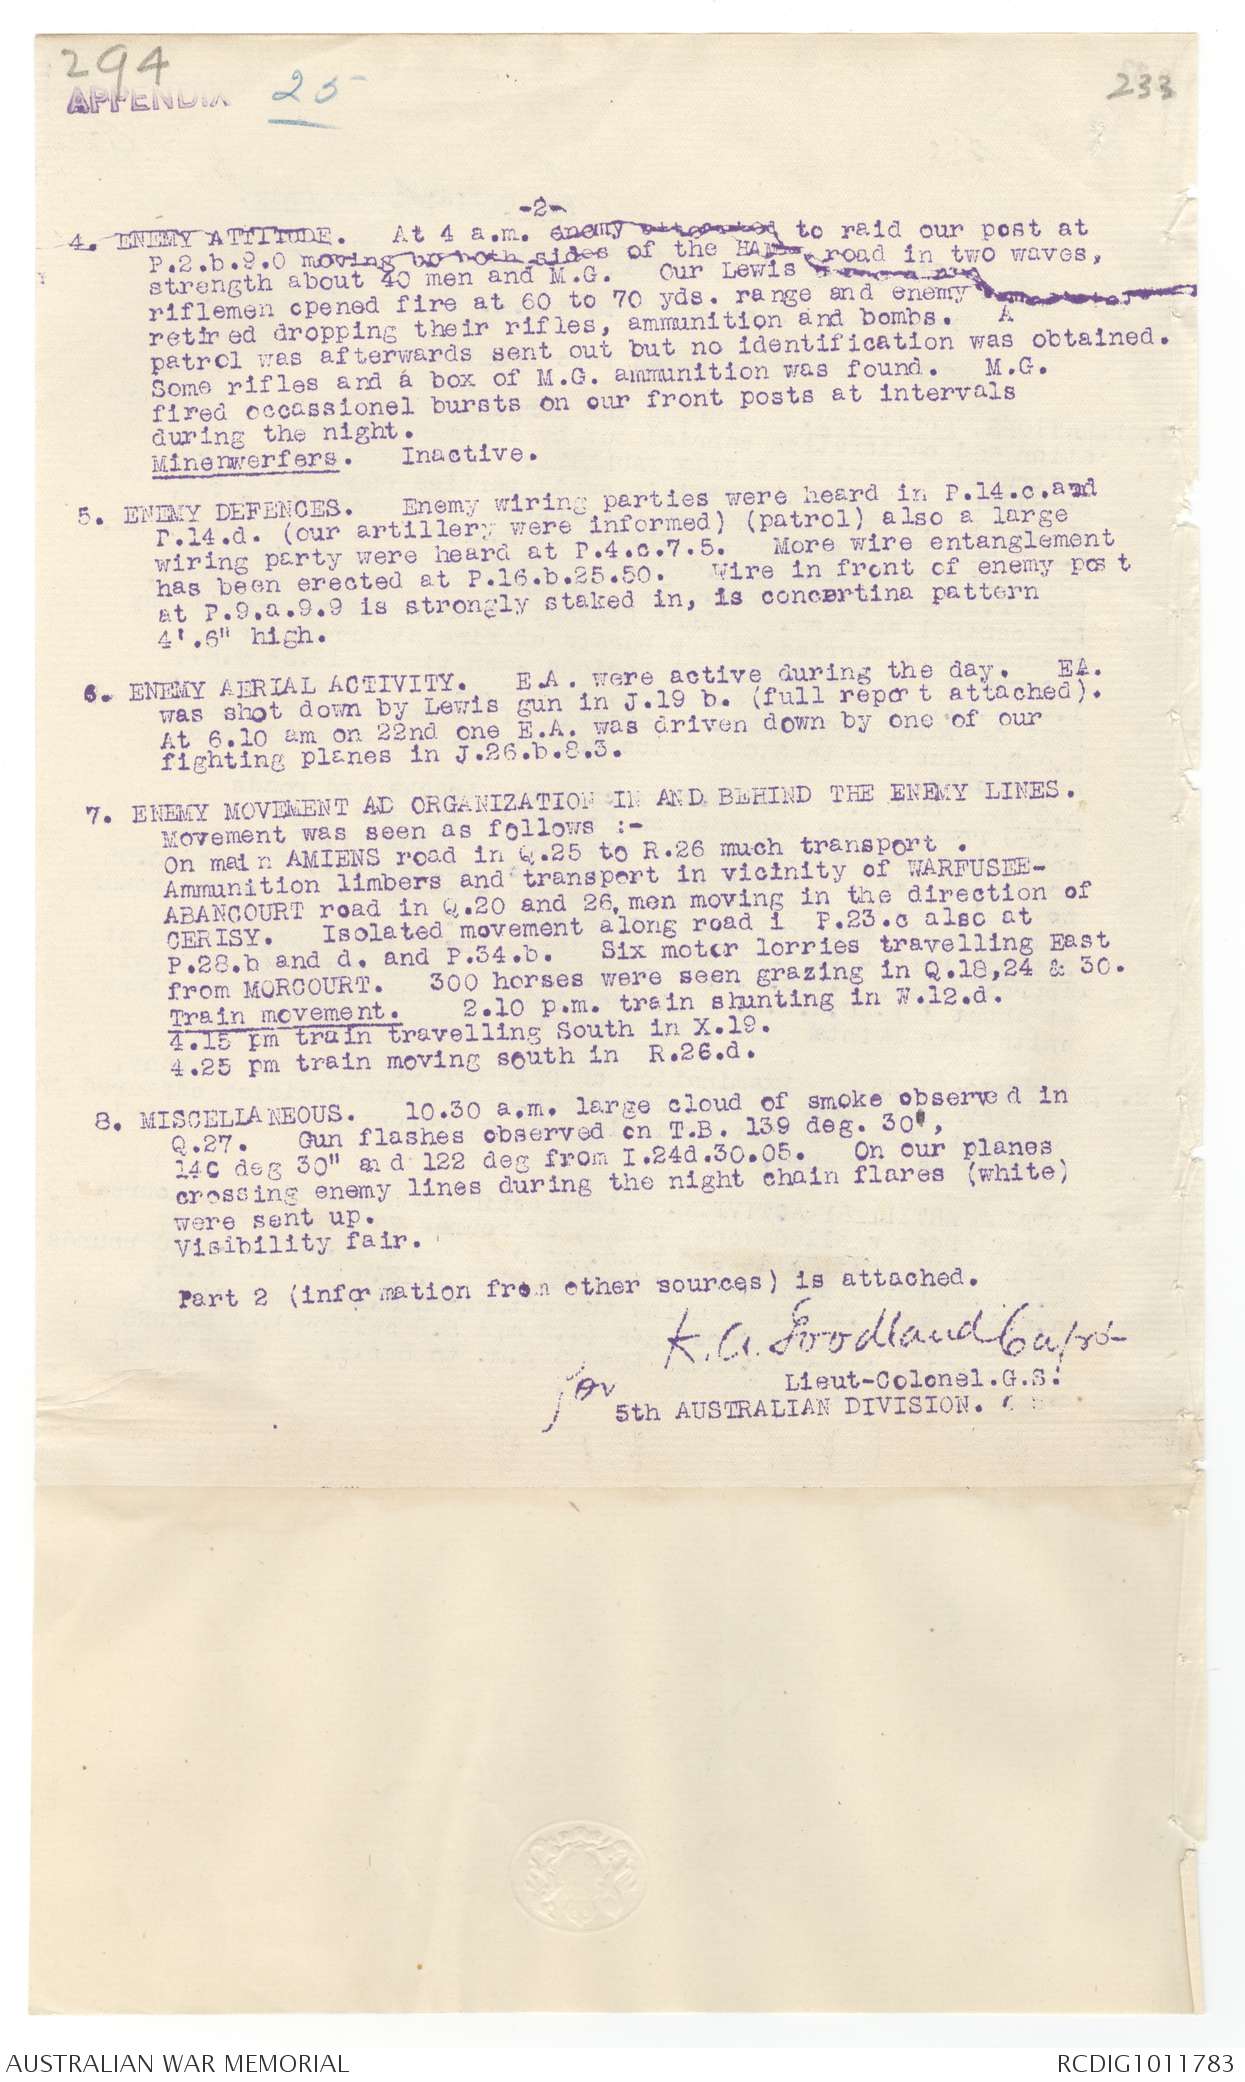 294
APPENDIX 25
233
-2-
4. ENEMY ATTITUDE. At 4 a.m. enemy attempted to raid our post at
P.2.b.9.0 moving on both sides of the HAMEL road in two waves,
strength about 40 men and M.G. Our Lewis
riflemen opened fire at 60 to 70 yds. range and enemy
retired dropping their rifles, ammunition and bombs. A
patrol was afterwards sent out but no identification was obtained.
Some rifles and a box of M.G. ammunition was found. M.G.
fired occassionel bursts on our front posts at intervals
during the night.
Minenwerfers. Inactive.
5. ENEMY DEFENCES. Enemy wiring parties were heard in P.14.c.and
P.14.d. (our artillery were informed) (patrol) also a large
wiring party were heard at P.4.c.7.5. More wire entanglement
has been erected at P.16.b.25.50. Wire in front of enemy post
at P.9.a.9.9 is strongly staked in, is concertina pattern
4'.6" high.
6. ENEMY AERIAL ACTIVITY. E.A. were active during the day. EA.
was shot down by Lewis gun in J.19 b. (full report attached).
At 6.10 am on 22nd one E.A. was driven down by one of our
fighting planes in J.26.b.8.3.
7. ENEMY MOVEMENT AD ORGANIZATION IN AND BEHIND THE ENEMY LINES.
Movement was seen as follows :-
On main AMIENS road in Q.25 to R.26 much transport .
Ammunition limbers and transport in vicinity of WARFUSEE-
ABANCOURT road in Q.20 and 26, men moving in the direction of
CERISY. Isolated movement along road i P.23.c also at
P.28.b and d. and P.34.b. Six motor lorries travelling East
from MORCOURT. 300 horses were seen grazing in Q.18,24 & 30.
Train movement. 2.10 p.m. train shunting in W.12.d.
4.15 pm train travelling South in X.19.
4.25 pm train moving south in R.26.d.
8. MISCELLANEOUS. 10.30 a.m. large cloud of smoke observed in
Q.27. Gun flashes observed on T.B. 139 deg. 30",
140 deg 30" and 122 deg from I.24d.30.05. On our planes
crossing enemy lines during the night chain flares (white)
were sent up.
Visibility fair.
Part 2 (information from other sources) is attached.
K.A. Goodland Capt
for Lieut-Colonel.G.S.
5th AUSTRALIAN DIVISION.
AUSTRALIAN WAR MEMORIAL
RCDIG1011783